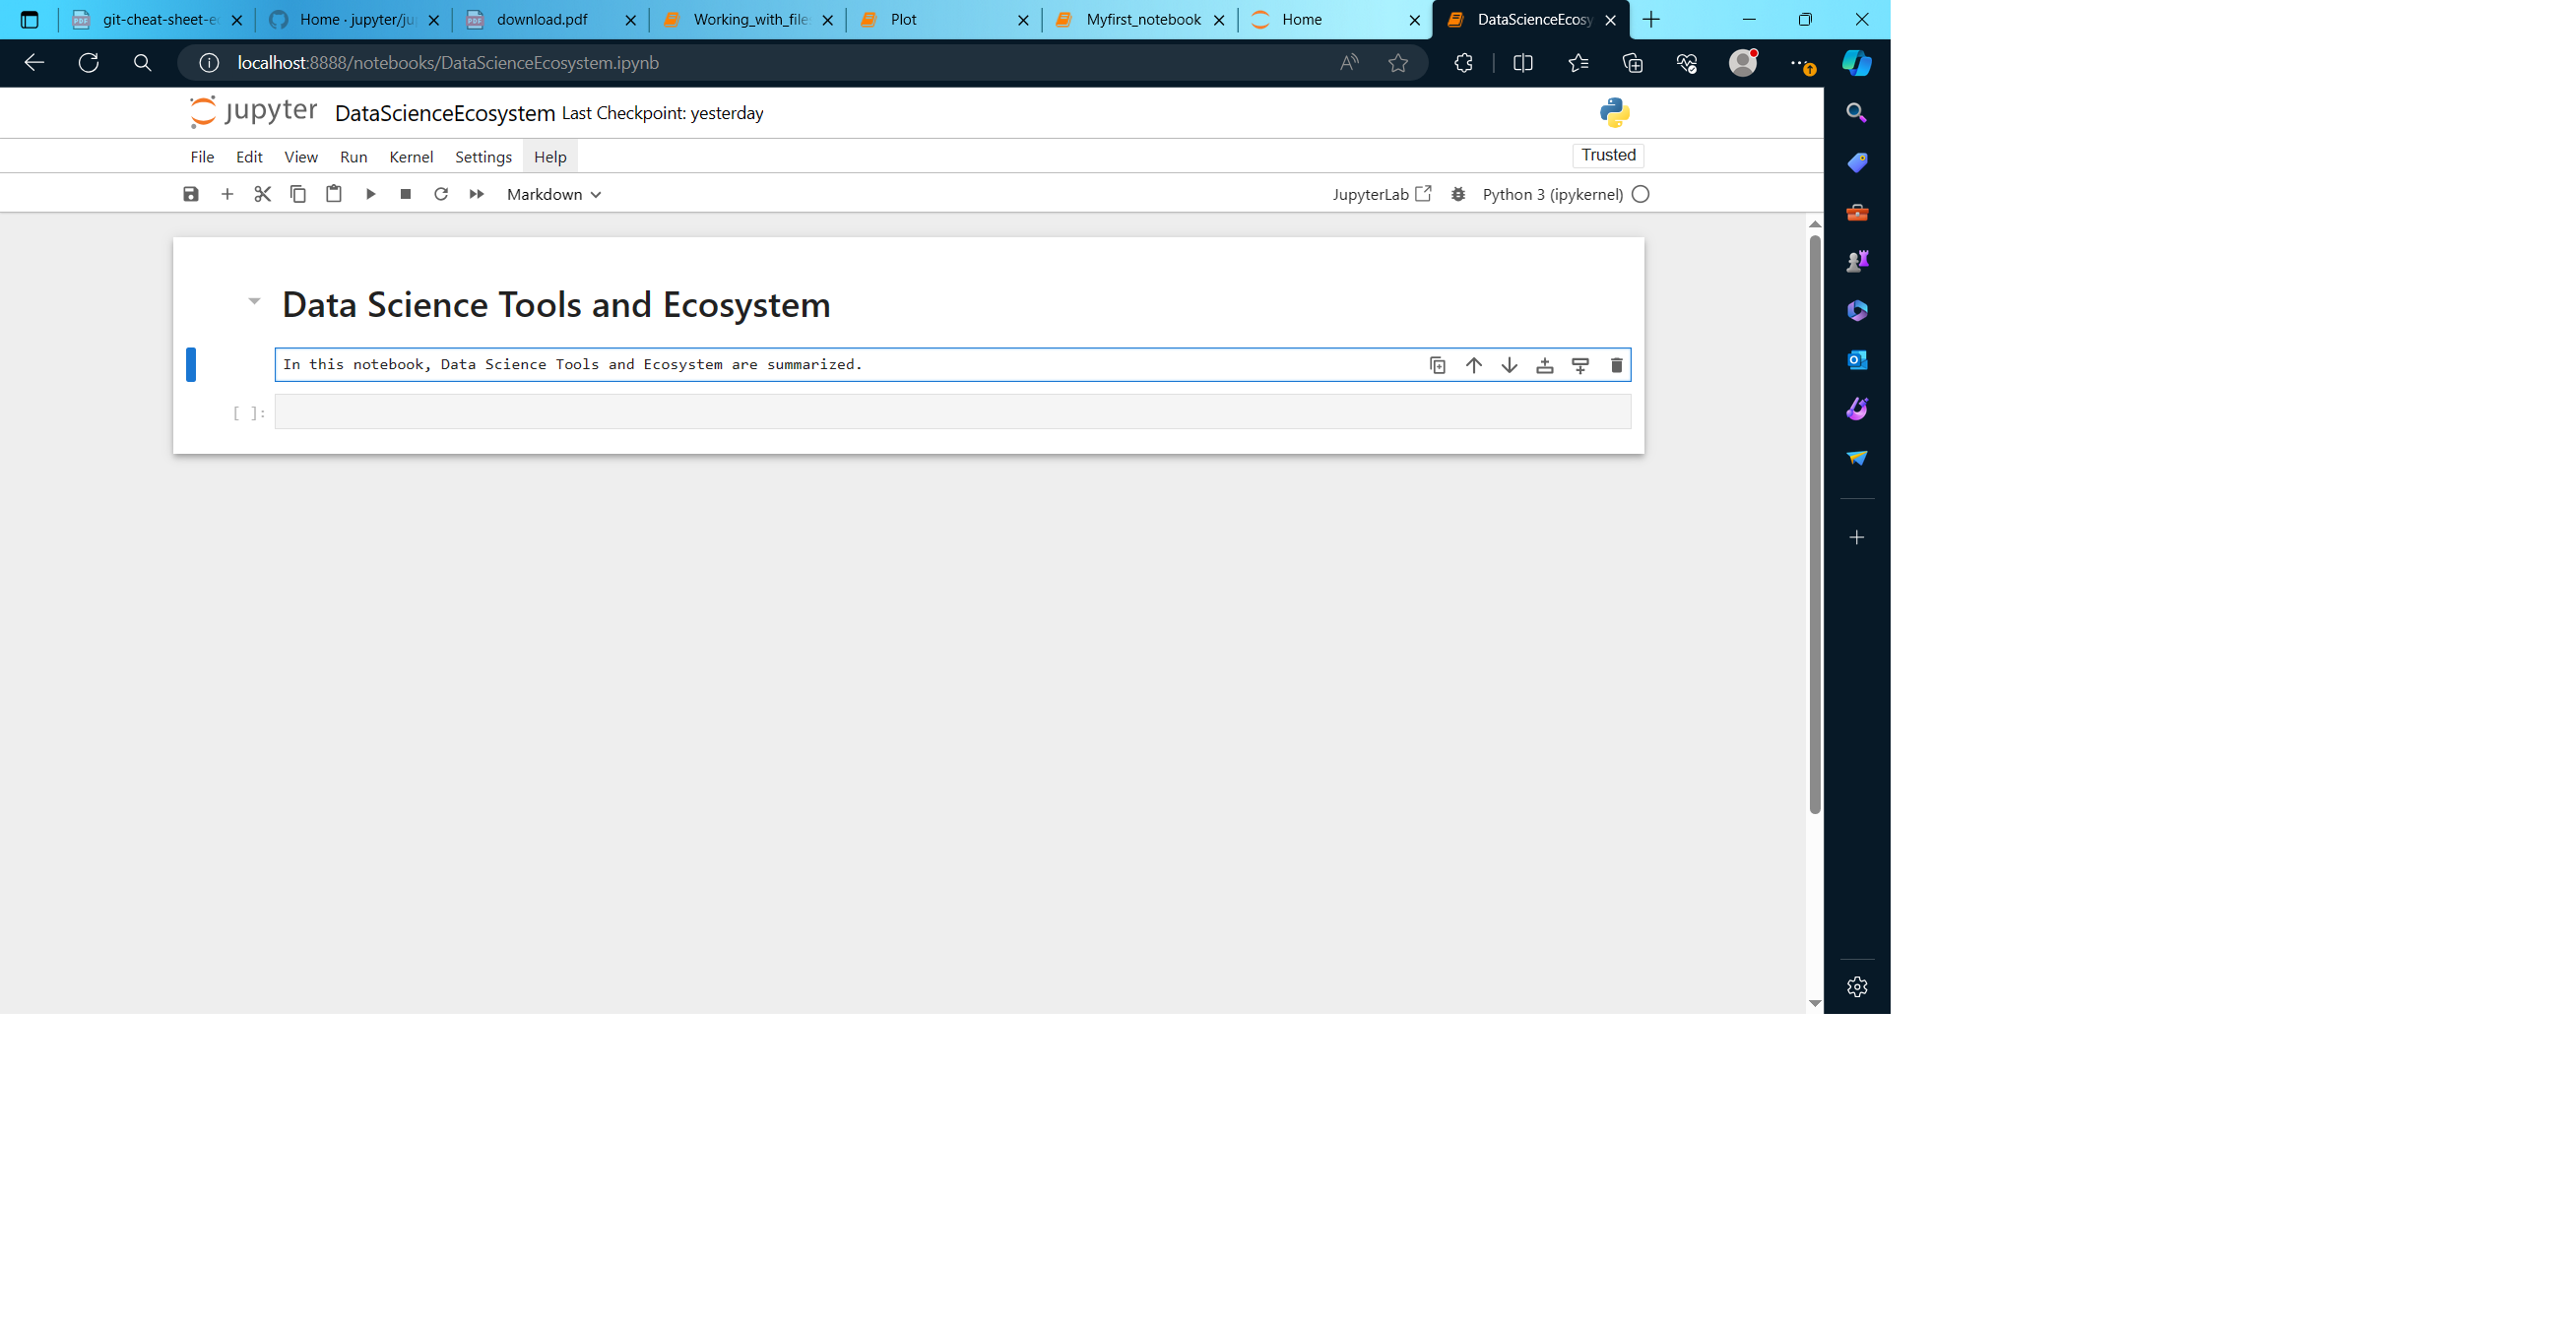 git-cheat-sheet-e
Home · jupyter/ju
download.pdf
Working_with_file
Plot
Myfirst_notebook
Home
DataScienceEcosy
localhost:8888/notebooks/DataScienceEcosystem.ipynb
jupyter DataScienceEcosystem Last Checkpoint: yesterday
File Edit View Run Kernel Settings Help Trusted
Markdown JupyterLab Python 3 (ipykernel)
Data Science Tools and Ecosystem
In this notebook, Data Science Tools and Ecosystem are summarized.
[ ]: